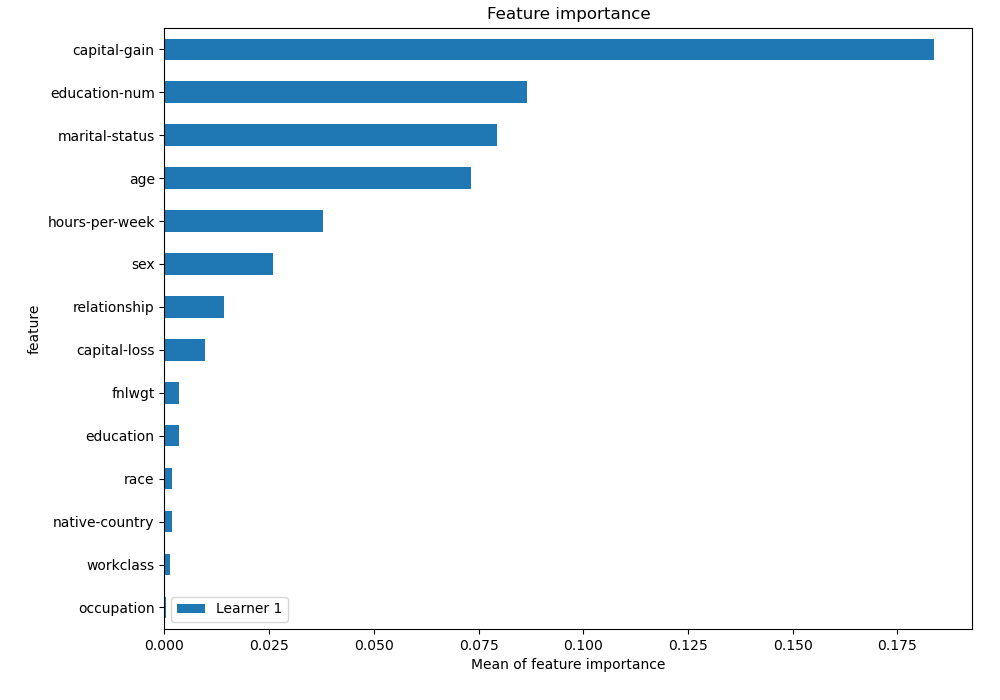 Feature importance
capital-gain
education-num
marital-status
age
hours-per-week
sex
relationship
capital-loss
fnlwgt
education
race
native-country
workclass
occupation
feature
Learner 1
0.000 0.025 0.050 0.075 0.100 0.125 0.150 0.175
Mean of feature importance